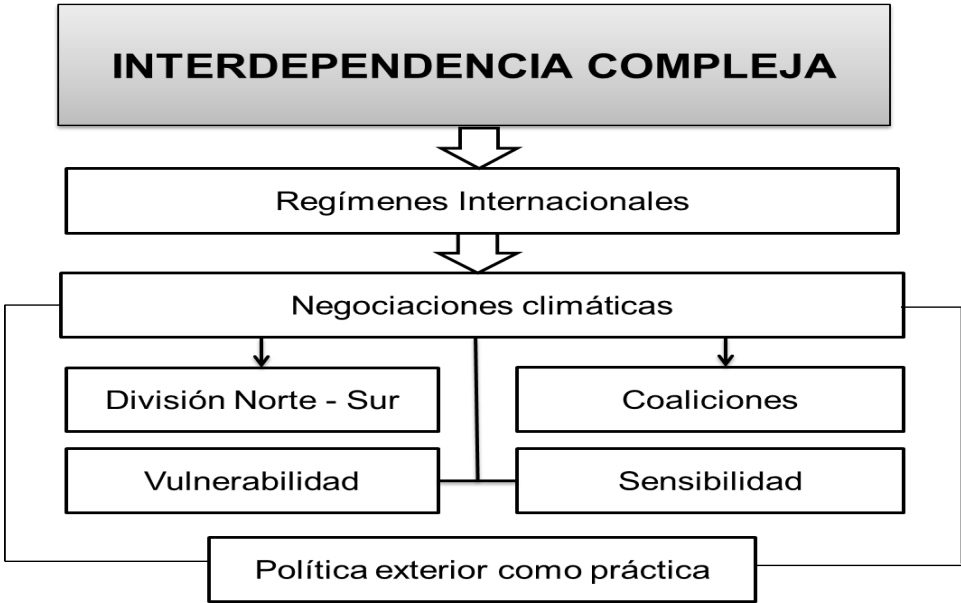 INTERDEPENDENCIA COMPLEJA
Regímenes Internacionales
Negociaciones climáticas
División Norte - Sur
Coaliciones
Vulnerabilidad
Sensibilidad
Política exterior como práctica